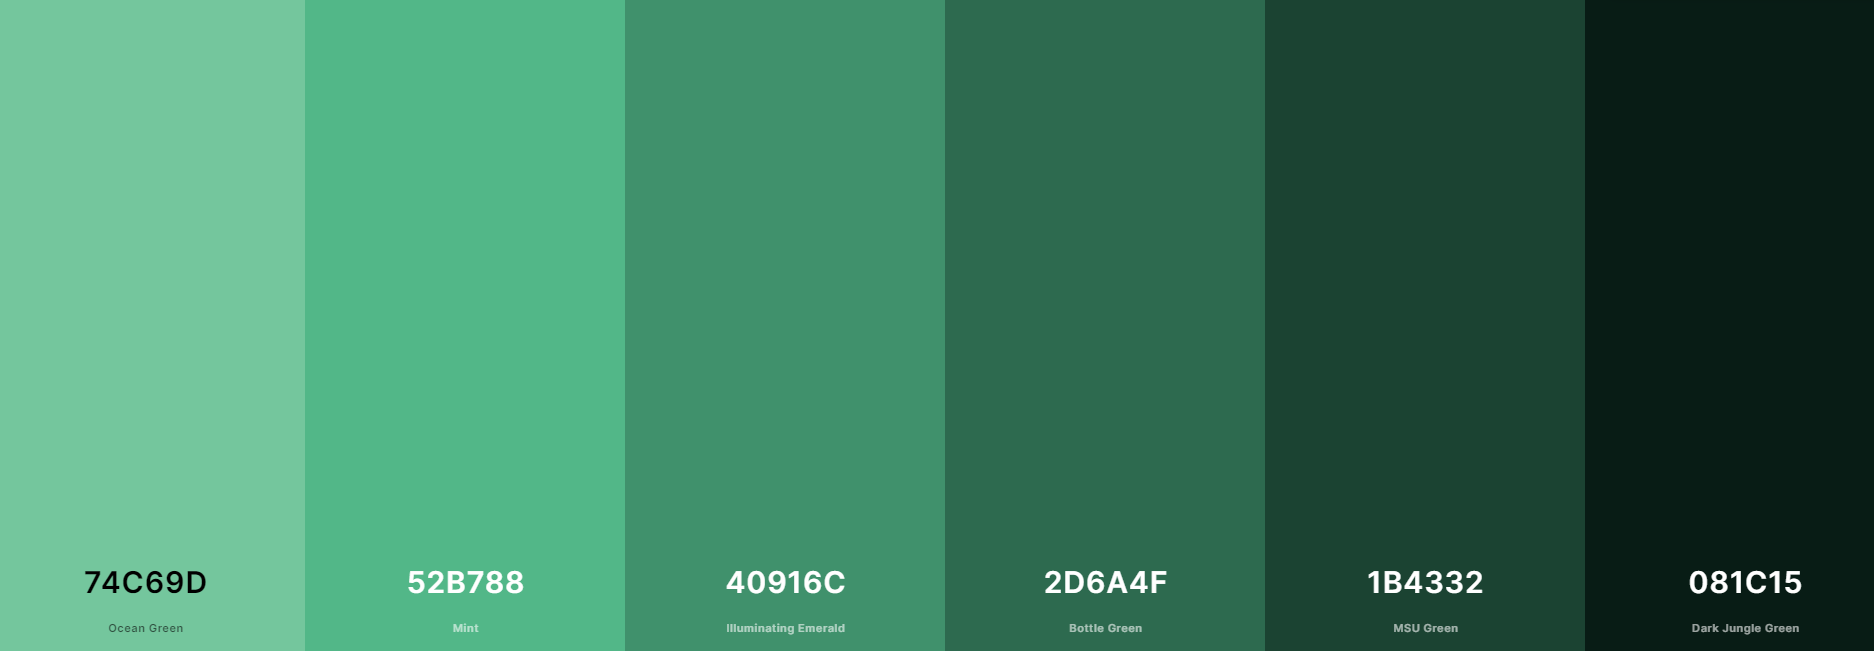 74C69D
Ocean Green
52B788
Mint
40916C
Illuminating Emerald
2D6A4F
Bottle Green
1B4332
MSU Green
081C15
Dark Jungle Green